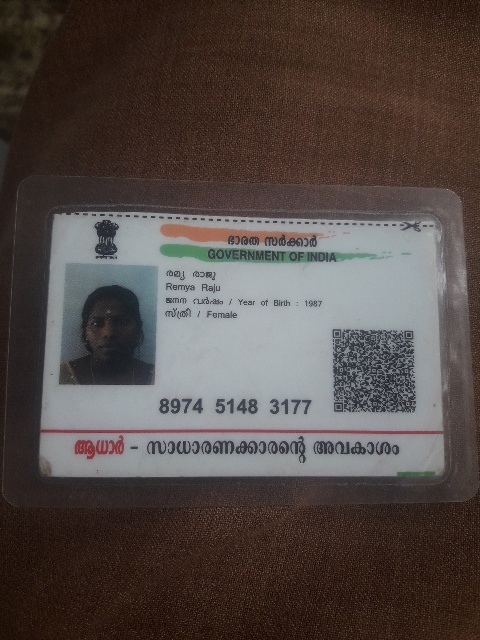 ഭാരത സർക്കാർ
GOVERNMENT OF INDIA
രമ്യ രാജു
Remya Raju
ജനന വർഷം / Year of Birth : 1987
സ്ത്രീ / Female
8974 5148 3177
ആധാർ - സാധാരണക്കാരന്റെ അവകാശം